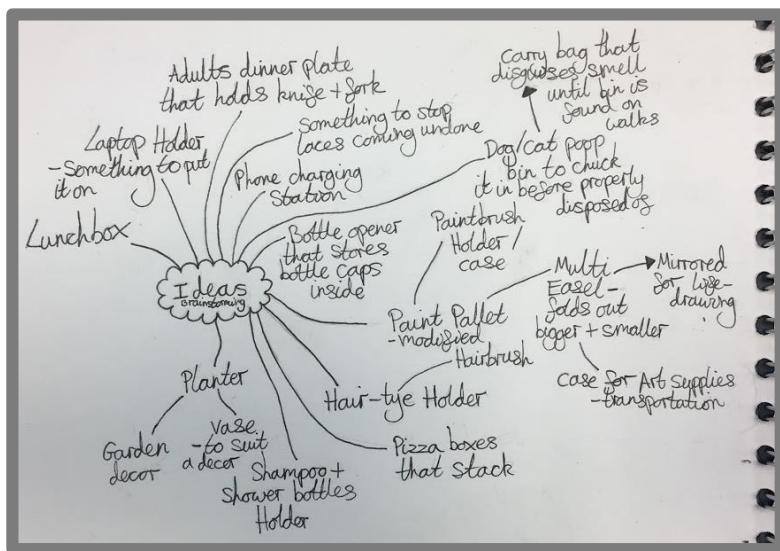 Adults dinner plate
that holds knife + fork
Something to stop
laces coming undone
Carry bag that
disguises smell
until bin is
found on
walks
Dog/cat poop
bin to chuck
it in before properly
disposed of
Laptop Holder
- Something to put
it on
Phone charging
Station
Lunchbox
Bottle opener
that stores
bottle caps
inside
Ideas
Brainstorming
Paintbrush
Holder /
case
Paint Pallet
- modified
Multi
Easel -
folds out
bigger + smaller
Mirrored
for
drawing
Case for Art Supplies
- transportation
Hairbrush
Hair-tye Holder
Pizza boxes
that stack
Planter
Garden
decor
Vase
- to suit
a decor
Shampoo +
shower bottles
Holder